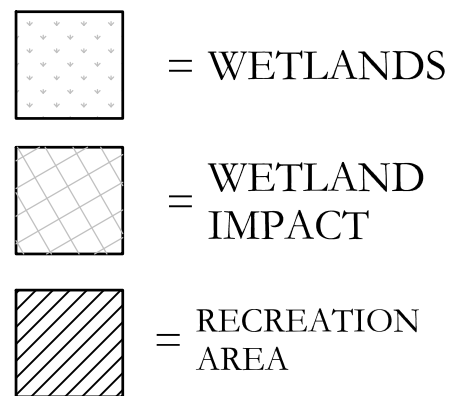 = WETLANDS
= WETLAND
IMPACT
= RECREATION
AREA